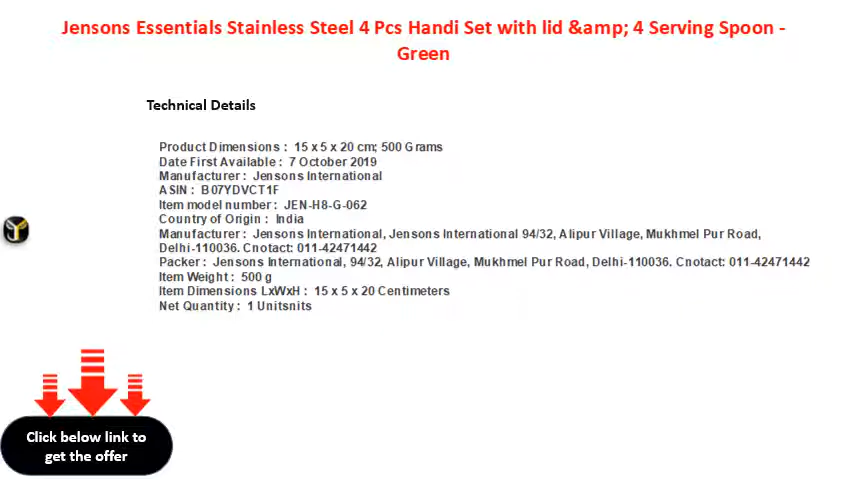 Jensons Essentials Stainless Steel 4 Pcs Handi Set with lid &amp; 4 Serving Spoon -
Green
Technical Details
Product Dimensions : 15 x 5 x 20 cm; 500 Grams
Date First Available : 7 October 2019
Manufacturer : Jensons International
ASIN : B07YDVCT1F
Item model number : JEN-H8-G-062
Country of Origin : India
Manufacturer : Jensons International, Jensons International 94/32, Alipur Village, Mukhmel Pur Road,
Delhi-110036. Cnotact: 011-42471442
Packer : Jensons International, 94/32, Alipur Village, Mukhmel Pur Road, Delhi-110036. Cnotact: 011-42471442
Item Weight : 500 g
Item Dimensions LxWxH : 15 x 5 x 20 Centimeters
Net Quantity : 1 Unitsnits
Click below link to
get the offer